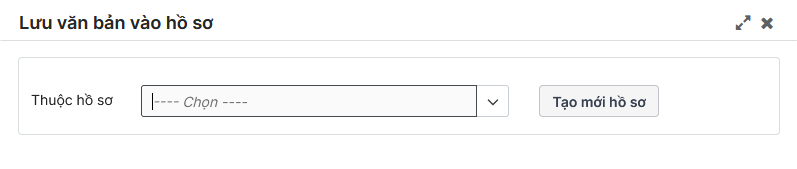 Lưu văn bản vào hồ sơ
Thuộc hồ sơ
---- Chọn ----
Tạo mới hồ sơ